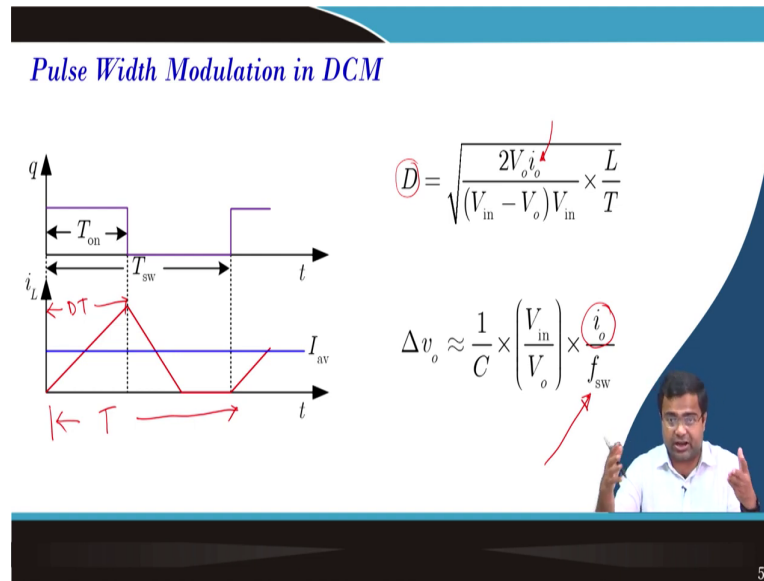 Pulse Width Modulation in DCM
q
T_on
T_sw
t
i_L
DT
I_av
T
t
D = √(2V_o i_o / ((V_in − V_o)V_in) × L/T)
Δv_o ≈ 1/C × (V_in/V_o) × i_o/f_sw
5